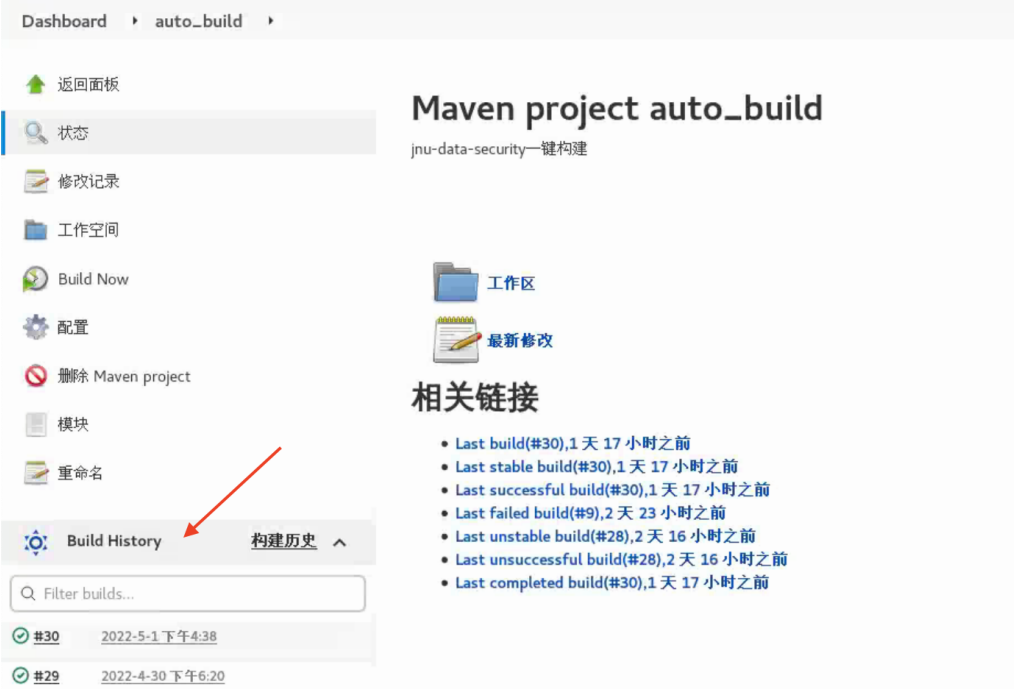 Dashboard auto_build
返回面板
状态
修改记录
工作空间
Build Now
配置
删除 Maven project
模块
重命名
Build History 构建历史
Filter builds...
#30 2022-5-1 下午4:38
#29 2022-4-30 下午6:20
Maven project auto_build
jnu-data-security一键构建
工作区
最新修改
相关链接
Last build(#30),1 天 17 小时之前
Last stable build(#30),1 天 17 小时之前
Last successful build(#30),1 天 17 小时之前
Last failed build(#9),2 天 23 小时之前
Last unstable build(#28),2 天 16 小时之前
Last unsuccessful build(#28),2 天 16 小时之前
Last completed build(#30),1 天 17 小时之前